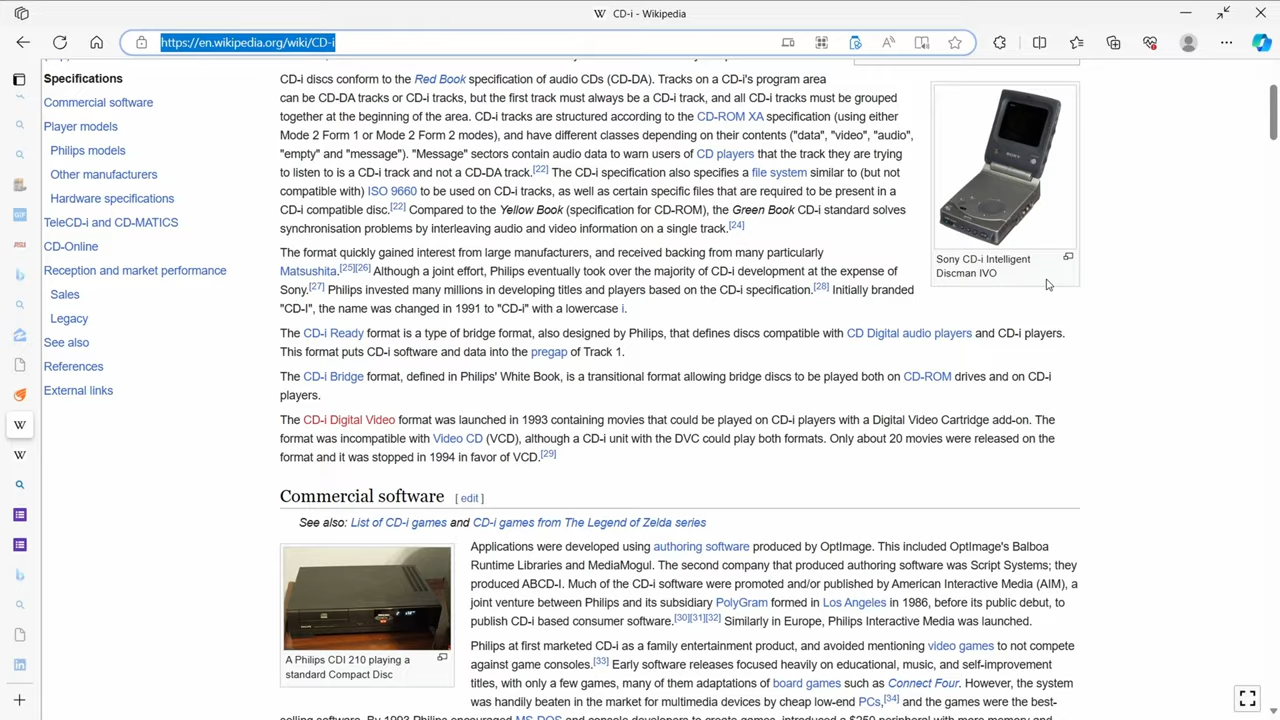 CD-i - Wikipedia
https://en.wikipedia.org/wiki/CD-i
Specifications
Commercial software
Player models
Philips models
Other manufacturers
Hardware specifications
TeleCD-i and CD-MATICS
CD-Online
Reception and market performance
Sales
Legacy
See also
References
External links
CD-i discs conform to the Red Book specification of audio CDs (CD-DA). Tracks on a CD-i's program area
can be CD-DA tracks or CD-i tracks, but the first track must always be a CD-i track, and all CD-i tracks must be grouped
together at the beginning of the area. CD-i tracks are structured according to the CD-ROM XA specification (using either
Mode 2 Form 1 or Mode 2 Form 2 modes), and have different classes depending on their contents ("data", "video", "audio",
"empty" and "message"). "Message" sectors contain audio data to warn users of CD players that the track they are trying
to listen to is a CD-i track and not a CD-DA track.[22] The CD-i specification also specifies a file system similar to (but not
compatible with) ISO 9660 to be used on CD-i tracks, as well as certain specific files that are required to be present in a
CD-i compatible disc.[22] Compared to the Yellow Book (specification for CD-ROM), the Green Book CD-i standard solves
synchronisation problems by interleaving audio and video information on a single track.[24]
Sony CD-i Intelligent
Discman IVO
The format quickly gained interest from large manufacturers, and received backing from many particularly
Matsushita.[25][26] Although a joint effort, Philips eventually took over the majority of CD-i development at the expense of
Sony.[27] Philips invested many millions in developing titles and players based on the CD-i specification.[28] Initially branded
"CD-I", the name was changed in 1991 to "CD-i" with a lowercase i.
The CD-i Ready format is a type of bridge format, also designed by Philips, that defines discs compatible with CD Digital audio players and CD-i players.
This format puts CD-i software and data into the pregap of Track 1.
The CD-i Bridge format, defined in Philips' White Book, is a transitional format allowing bridge discs to be played both on CD-ROM drives and on CD-i
players.
The CD-i Digital Video format was launched in 1993 containing movies that could be played on CD-i players with a Digital Video Cartridge add-on. The
format was incompatible with Video CD (VCD), although a CD-i unit with the DVC could play both formats. Only about 20 movies were released on the
format and it was stopped in 1994 in favor of VCD.[29]
Commercial software [ edit ]
See also: List of CD-i games and CD-i games from The Legend of Zelda series
A Philips CDI 210 playing a
standard Compact Disc
Applications were developed using authoring software produced by OptImage. This included OptImage's Balboa
Runtime Libraries and MediaMogul. The second company that produced authoring software was Script Systems; they
produced ABCD-I. Much of the CD-i software were promoted and/or published by American Interactive Media (AIM), a
joint venture between Philips and its subsidiary PolyGram formed in Los Angeles in 1986, before its public debut, to
publish CD-i based consumer software.[30][31][32] Similarly in Europe, Philips Interactive Media was launched.
Philips at first marketed CD-i as a family entertainment product, and avoided mentioning video games to not compete
against game consoles.[33] Early software releases focused heavily on educational, music, and self-improvement
titles, with only a few games, many of them adaptations of board games such as Connect Four. However, the system
was handily beaten in the market for multimedia devices by cheap low-end PCs,[34] and the games were the best-
selling software. By 1993 Philips encouraged MS-DOS and console developers to create games, introduced a $250 peripheral with more memory and